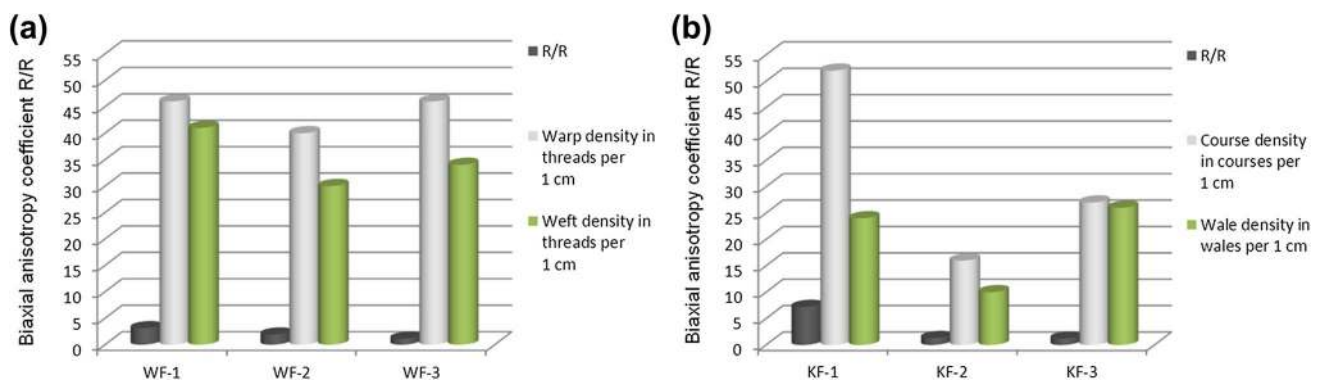 (a)
Biaxial anisotropy coefficient R/R
55
50
45
40
35
30
25
20
15
10
5
0
WF-1 WF-2 WF-3
R/R
Warp density in
threads per
1 cm
Weft density in
threads per
1 cm
(b)
Biaxial anisotropy coefficient R/R
55
50
45
40
35
30
25
20
15
10
5
0
KF-1 KF-2 KF-3
R/R
Course density
in courses per
1 cm
Wale density in
wales per 1 cm